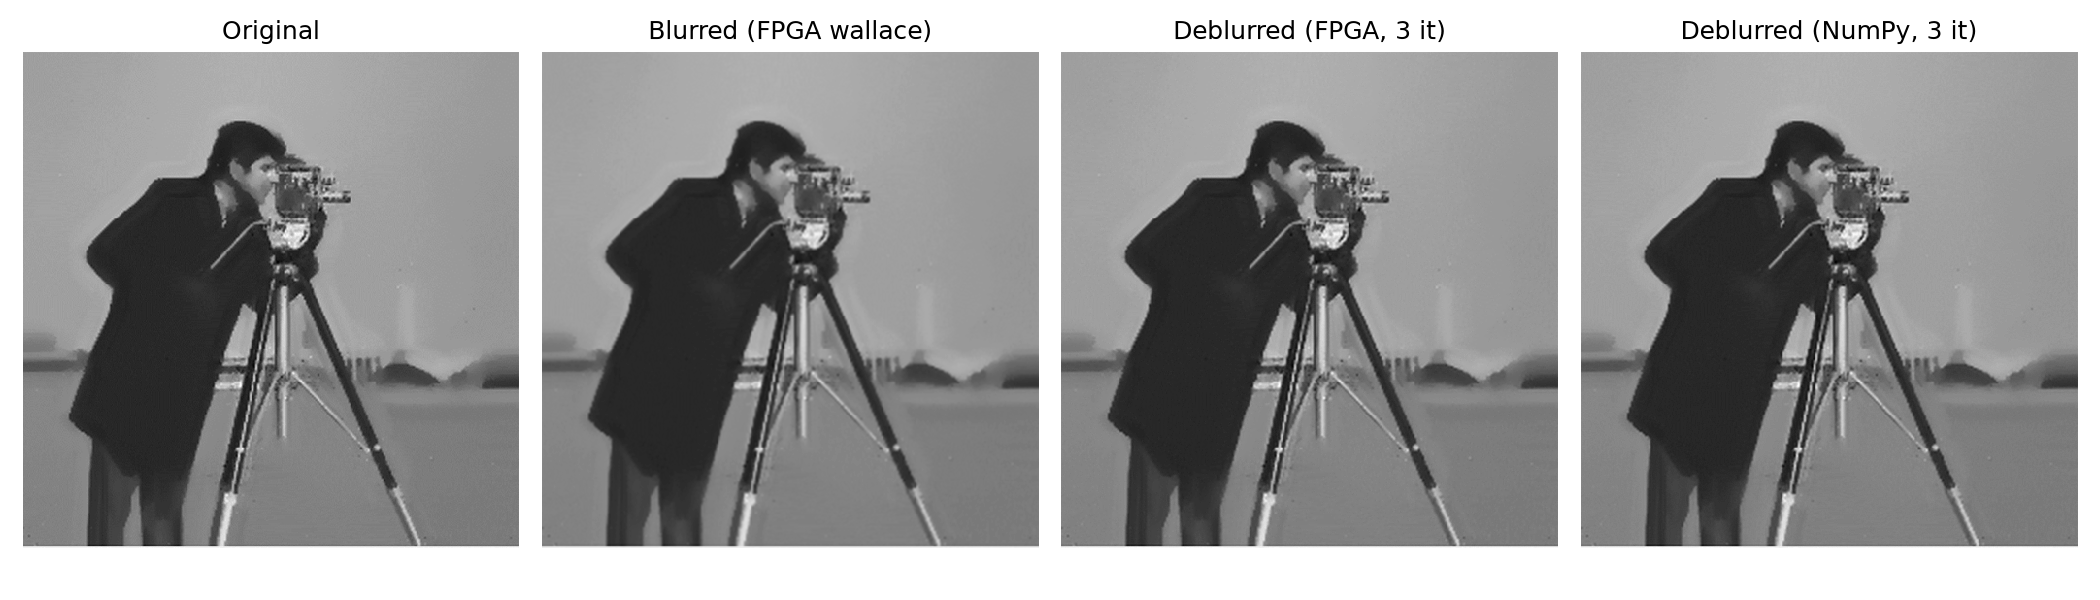 Original
Blurred (FPGA wallace)
Deblurred (FPGA, 3 it)
Deblurred (NumPy, 3 it)